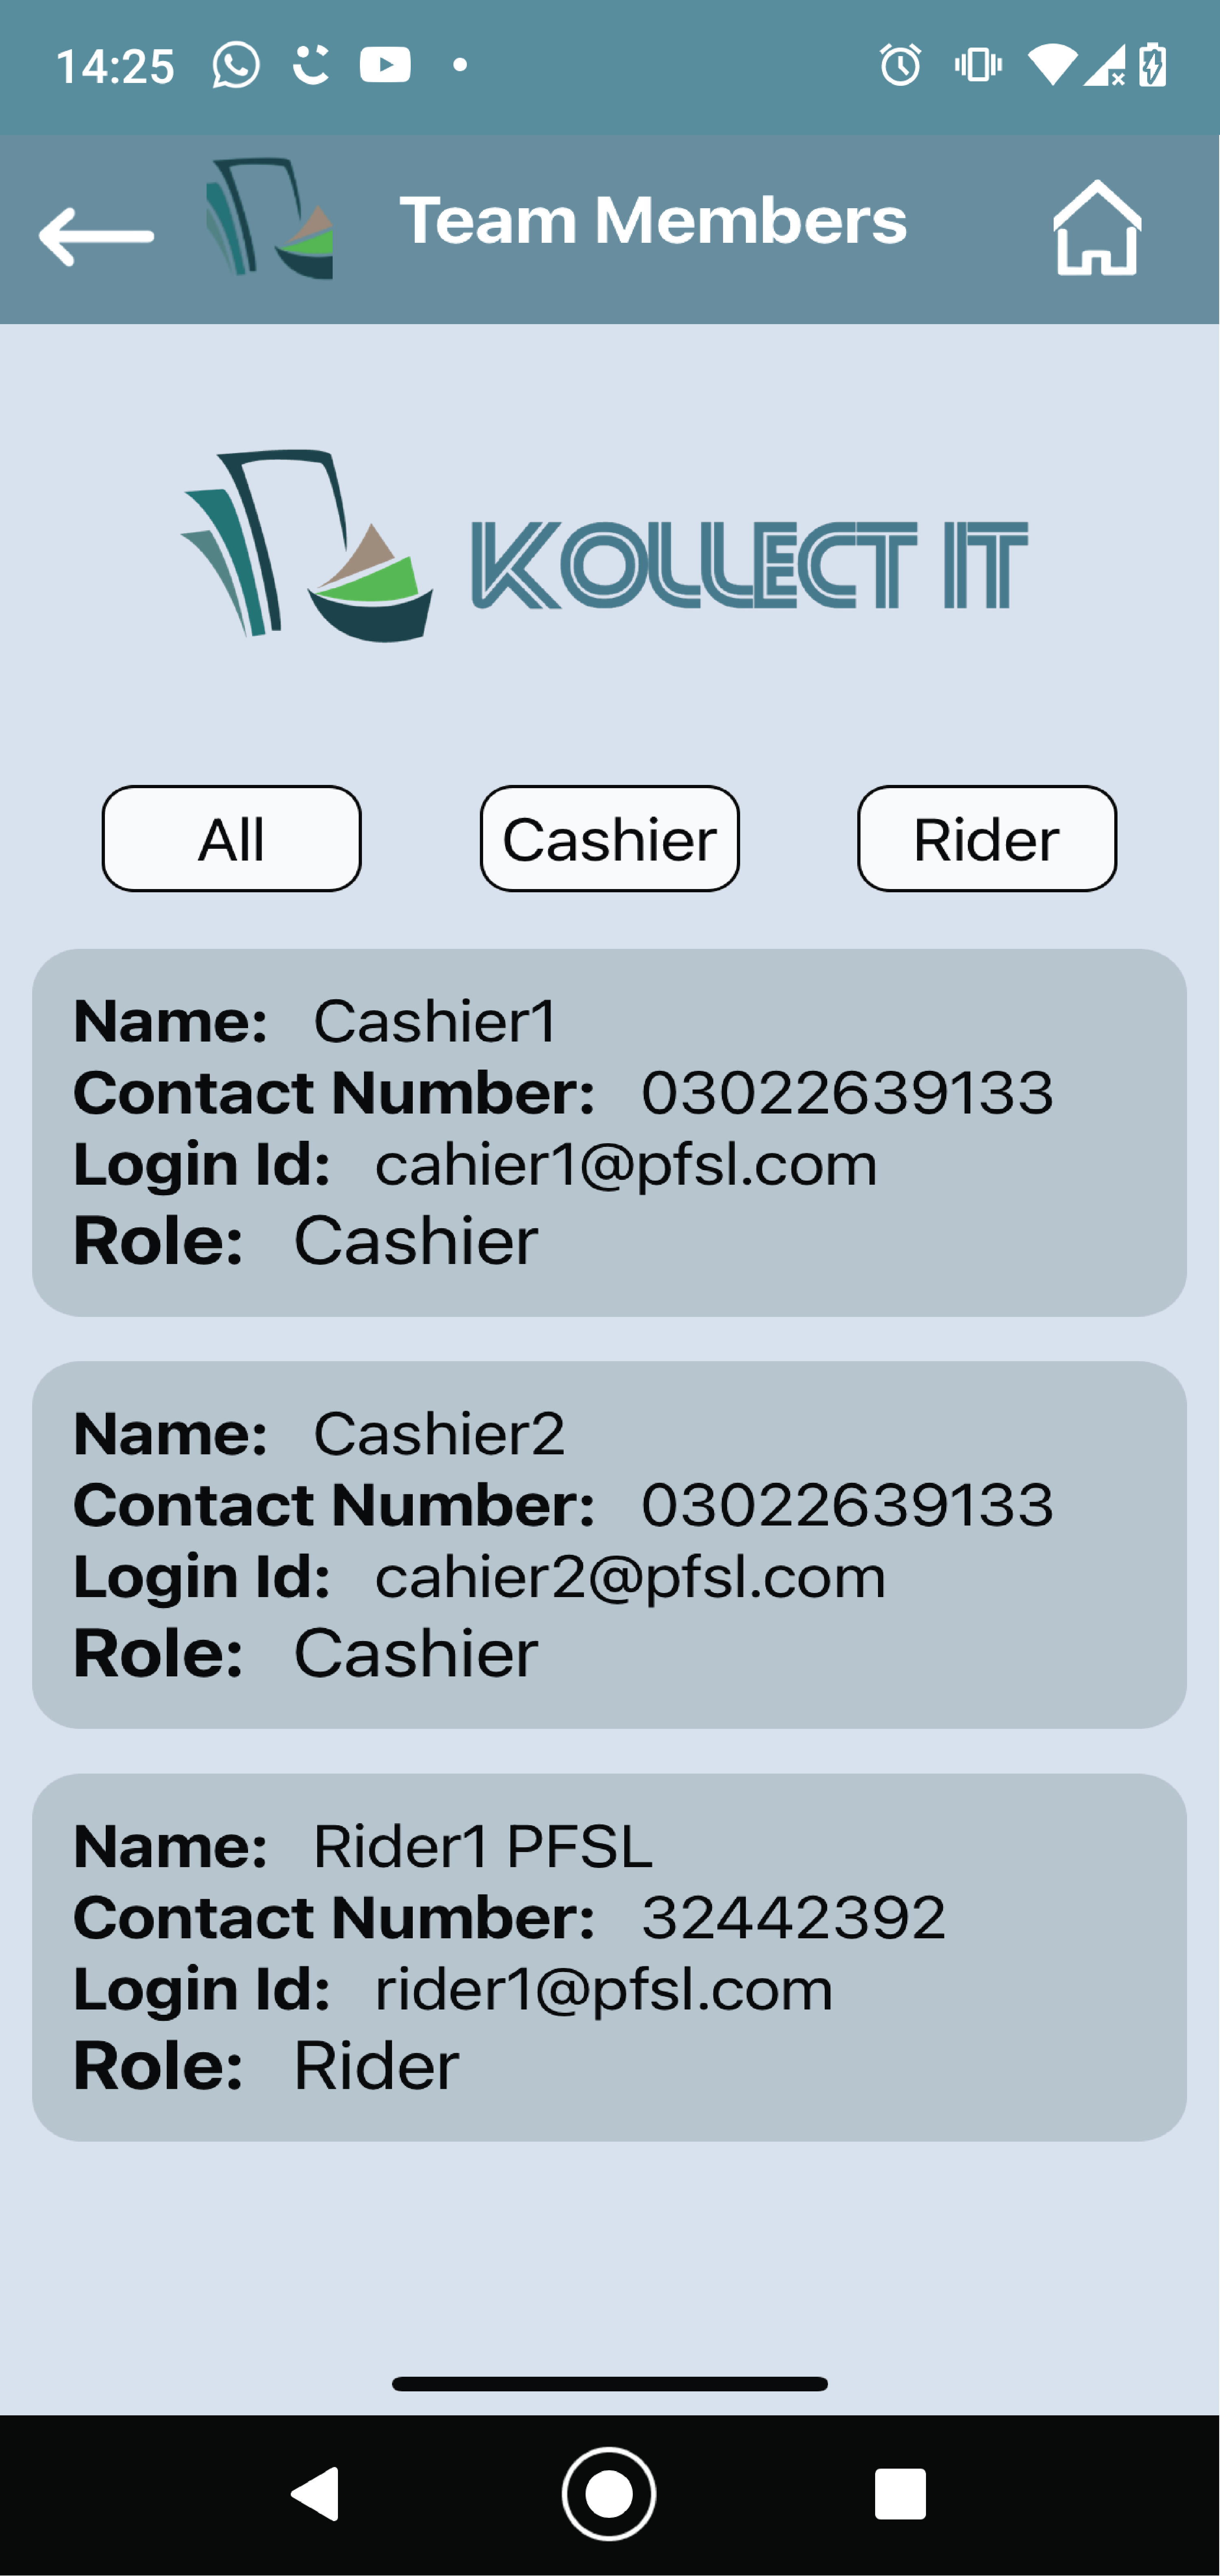 14:25
Team Members
KOLLECT IT
All Cashier Rider
Name: Cashier1
Contact Number: 03022639133
Login Id: cahier1@pfsl.com
Role: Cashier
Name: Cashier2
Contact Number: 03022639133
Login Id: cahier2@pfsl.com
Role: Cashier
Name: Rider1 PFSL
Contact Number: 32442392
Login Id: rider1@pfsl.com
Role: Rider